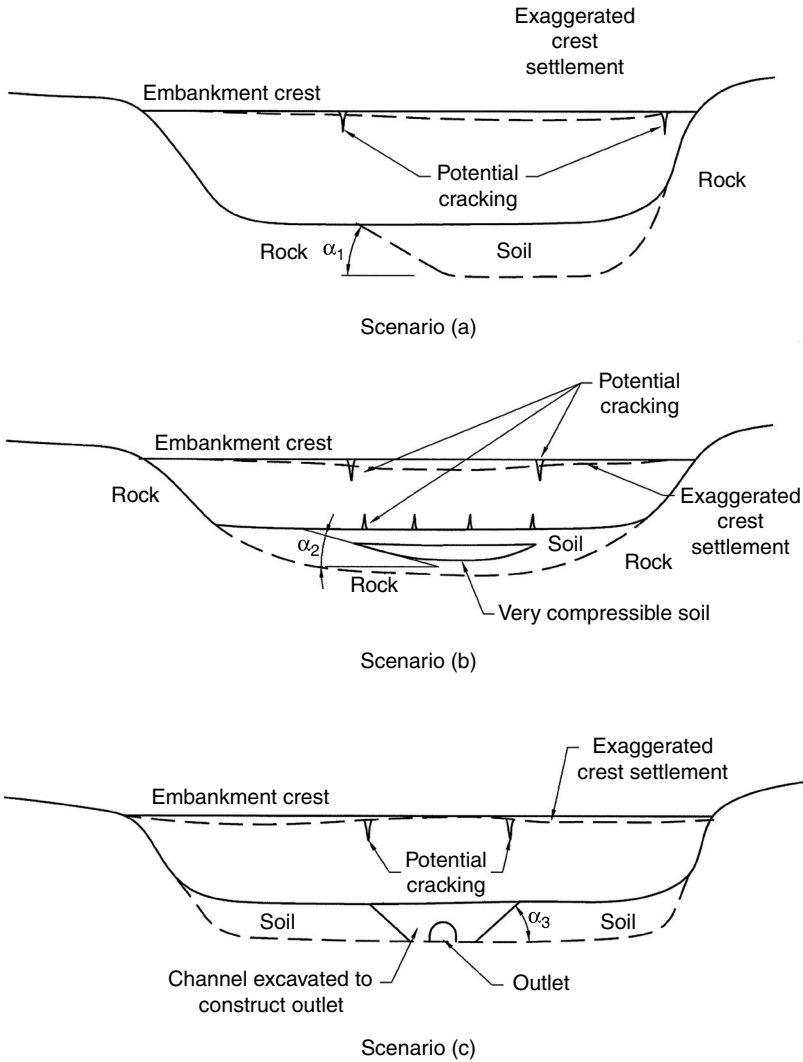 Exaggerated
crest
settlement
Embankment crest
Potential
cracking
Rock
Rock
α1
Soil
Scenario (a)
Potential
cracking
Embankment crest
Rock
Exaggerated
crest
settlement
α2
Soil
Rock
Rock
Very compressible soil
Scenario (b)
Exaggerated
crest settlement
Embankment crest
Potential
cracking
Soil
α3
Soil
Channel excavated to
construct outlet
Outlet
Scenario (c)